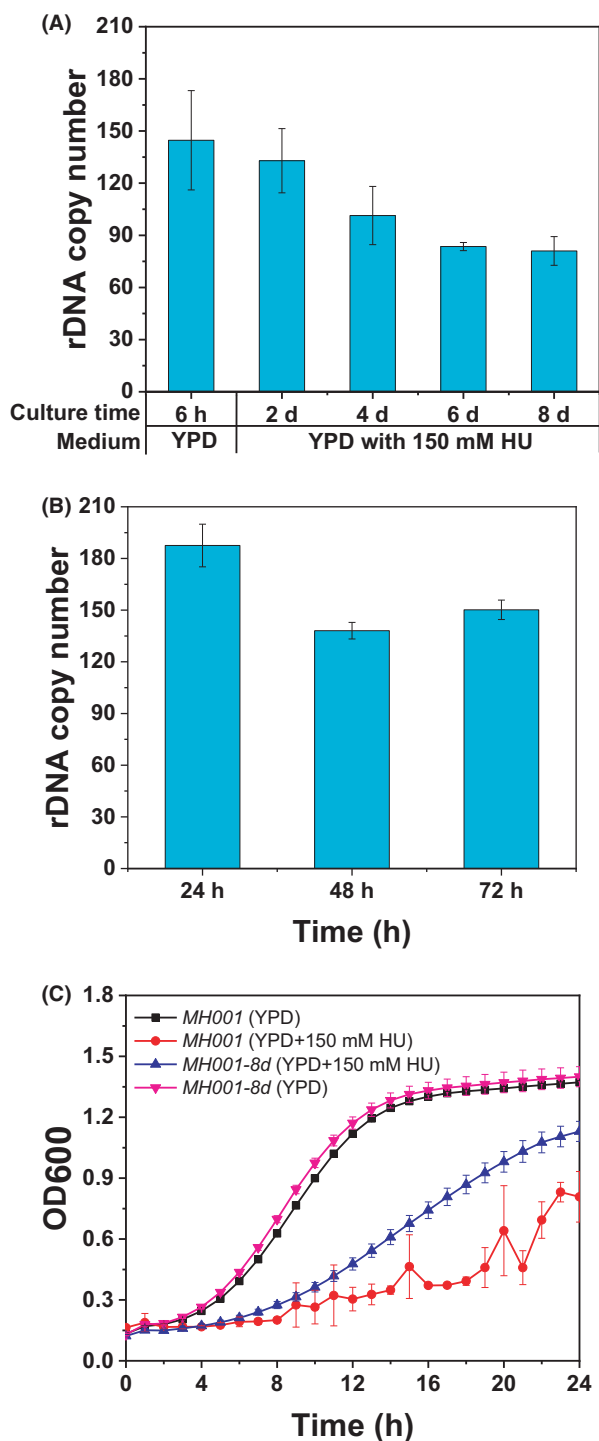 (A)
rDNA copy number
210
180
150
120
90
60
30
0
Culture time 6 h 2 d 4 d 6 d 8 d
Medium YPD YPD with 150 mM HU
(B)
rDNA copy number
210
180
150
120
90
60
30
0
24 h 48 h 72 h
Time (h)
(C)
OD600
1.8
1.5
1.2
0.9
0.6
0.3
0.0
MH001 (YPD)
MH001 (YPD+150 mM HU)
MH001-8d (YPD+150 mM HU)
MH001-8d (YPD)
0 4 8 12 16 20 24
Time (h)